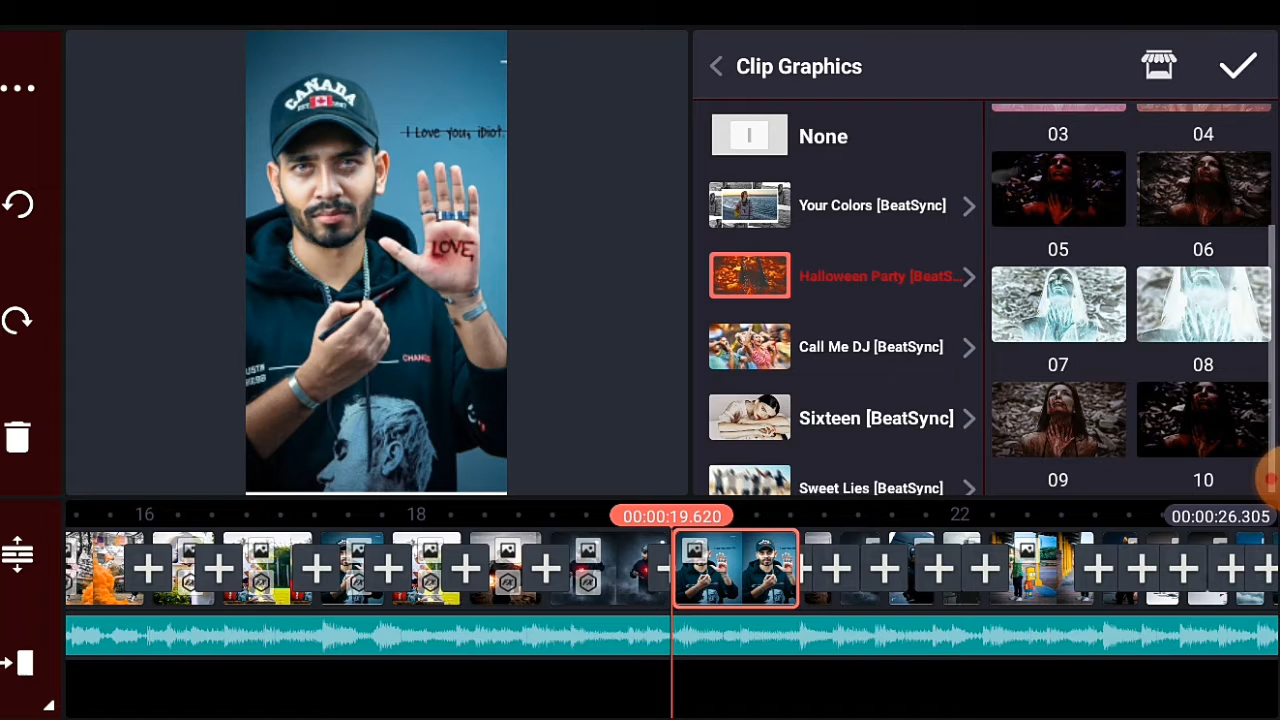 Clip Graphics
CANADA
I Love you, idiot.
LOVE,
None
Your Colors [BeatSync]
Halloween Party [BeatS...
Call Me DJ [BeatSync]
Sixteen [BeatSync]
Sweet Lies [BeatSync]
03 04
05 06
07 08
09 10
16 18 00:00:19.620 22 00:00:26.305